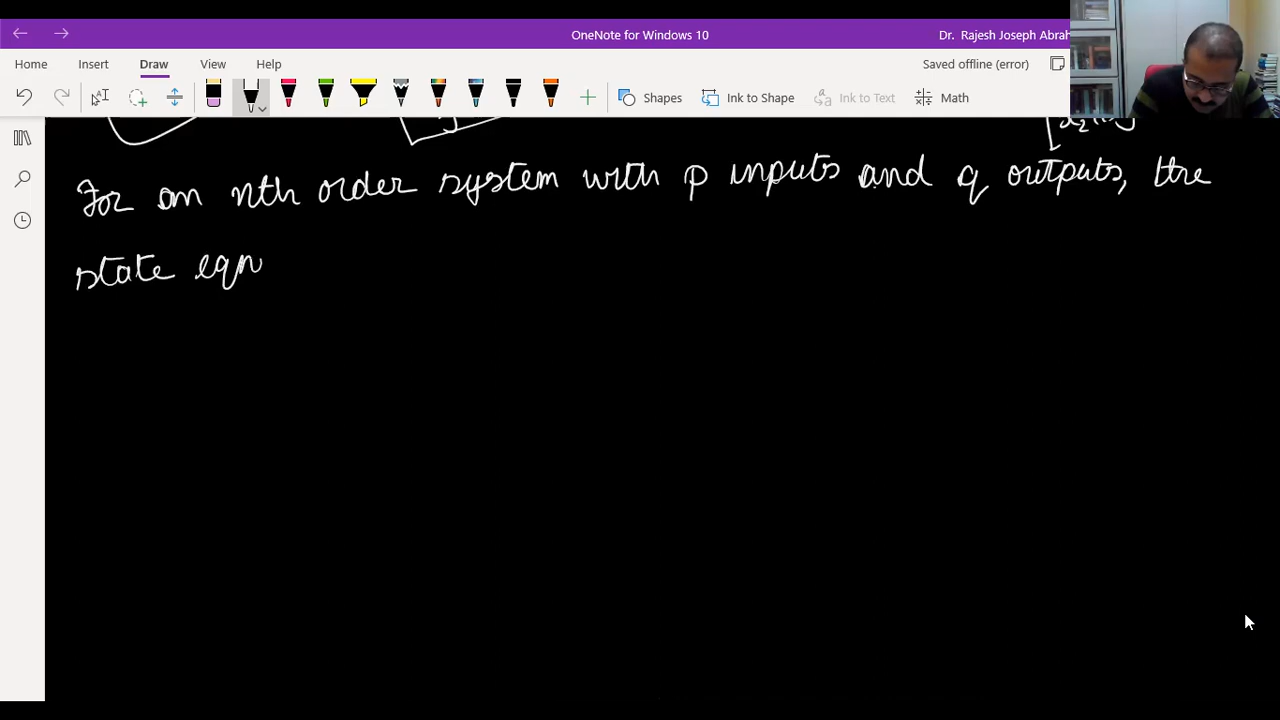 OneNote for Windows 10
Dr. Rajesh Joseph Abrah
Home Insert Draw View Help
Saved offline (error)
Shapes Ink to Shape Ink to Text Math
For an nth order system with p inputs and q outputs, the
state eqn